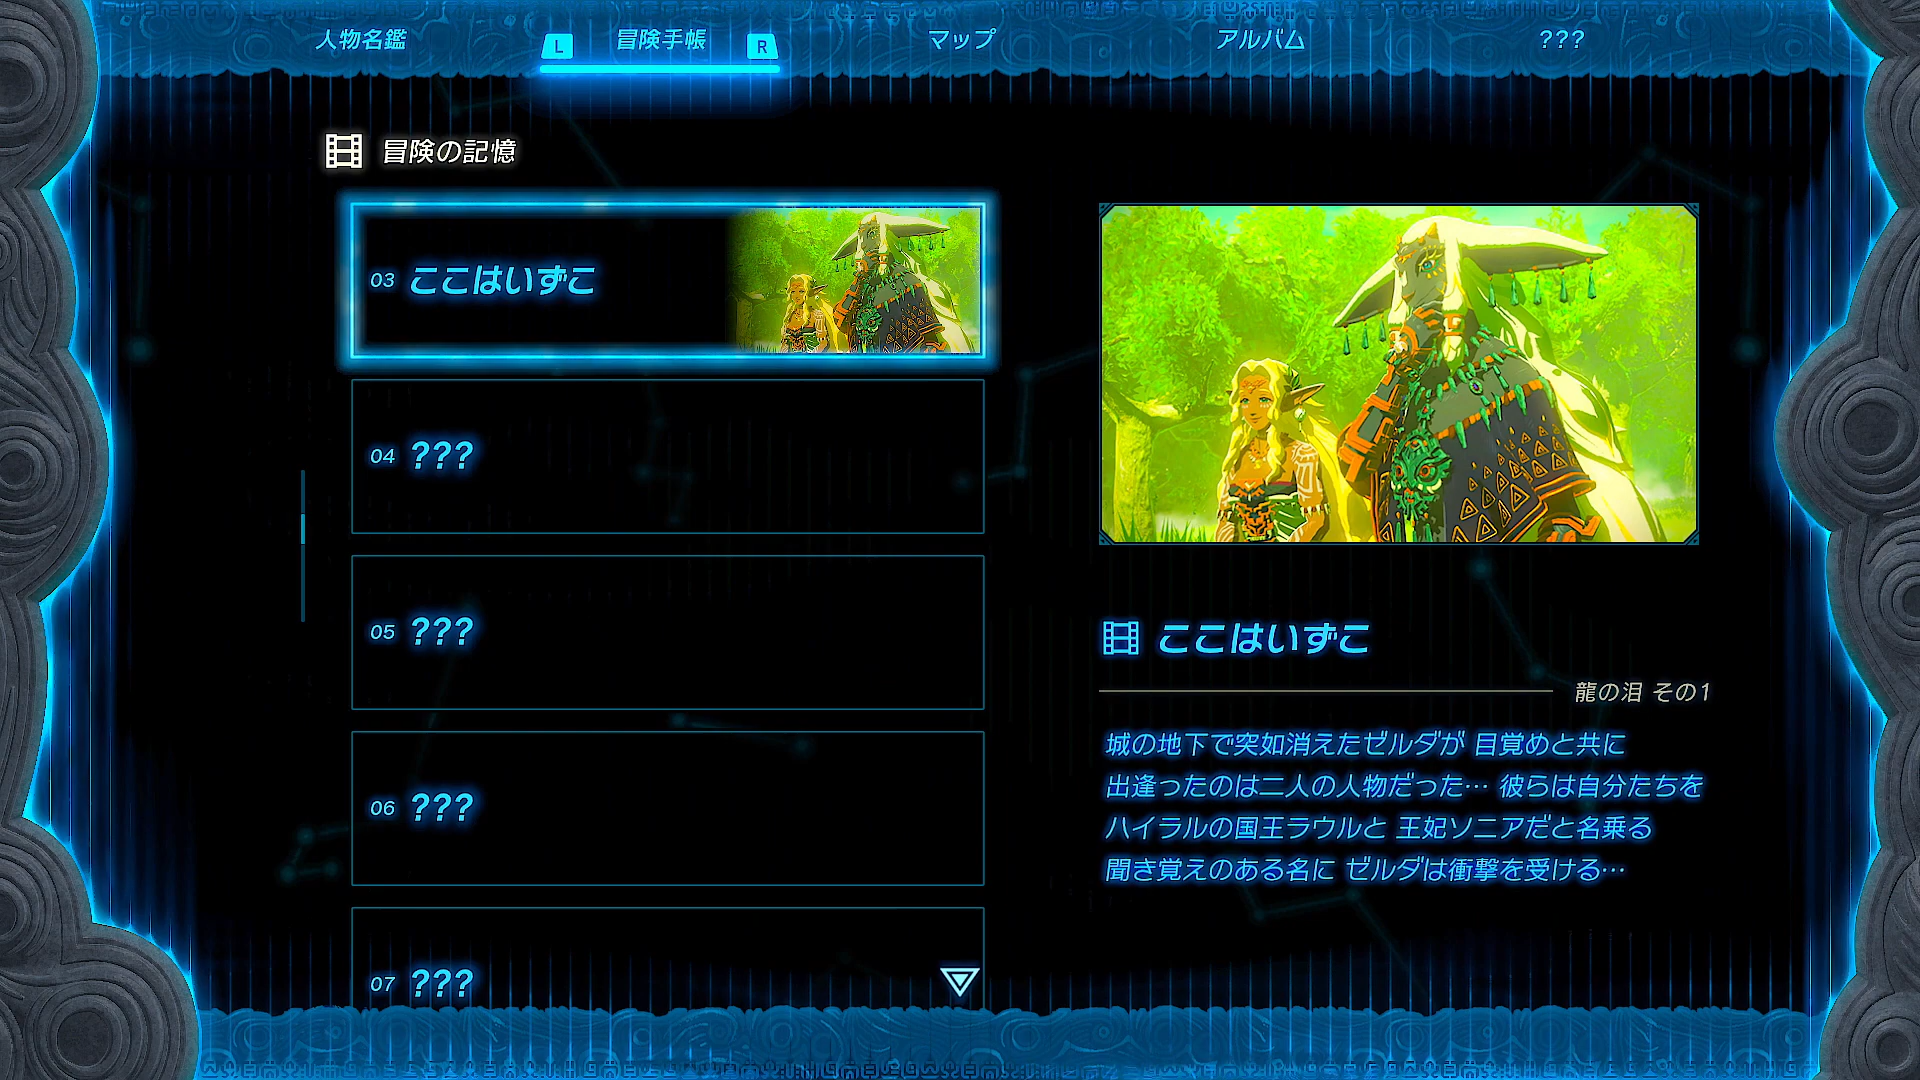 人物名鑑
L 冒険手帳 R
マップ
アルバム
???
冒険の記憶
03 ここはいずこ
04 ???
05 ???
06 ???
07 ???
ここはいずこ
龍の泪 その1
城の地下で突如消えたゼルダが 目覚めと共に
出逢ったのは二人の人物だった… 彼らは自分たちを
ハイラルの国王ラウルと 王妃ソニアだと名乗る
聞き覚えのある名に ゼルダは衝撃を受ける…